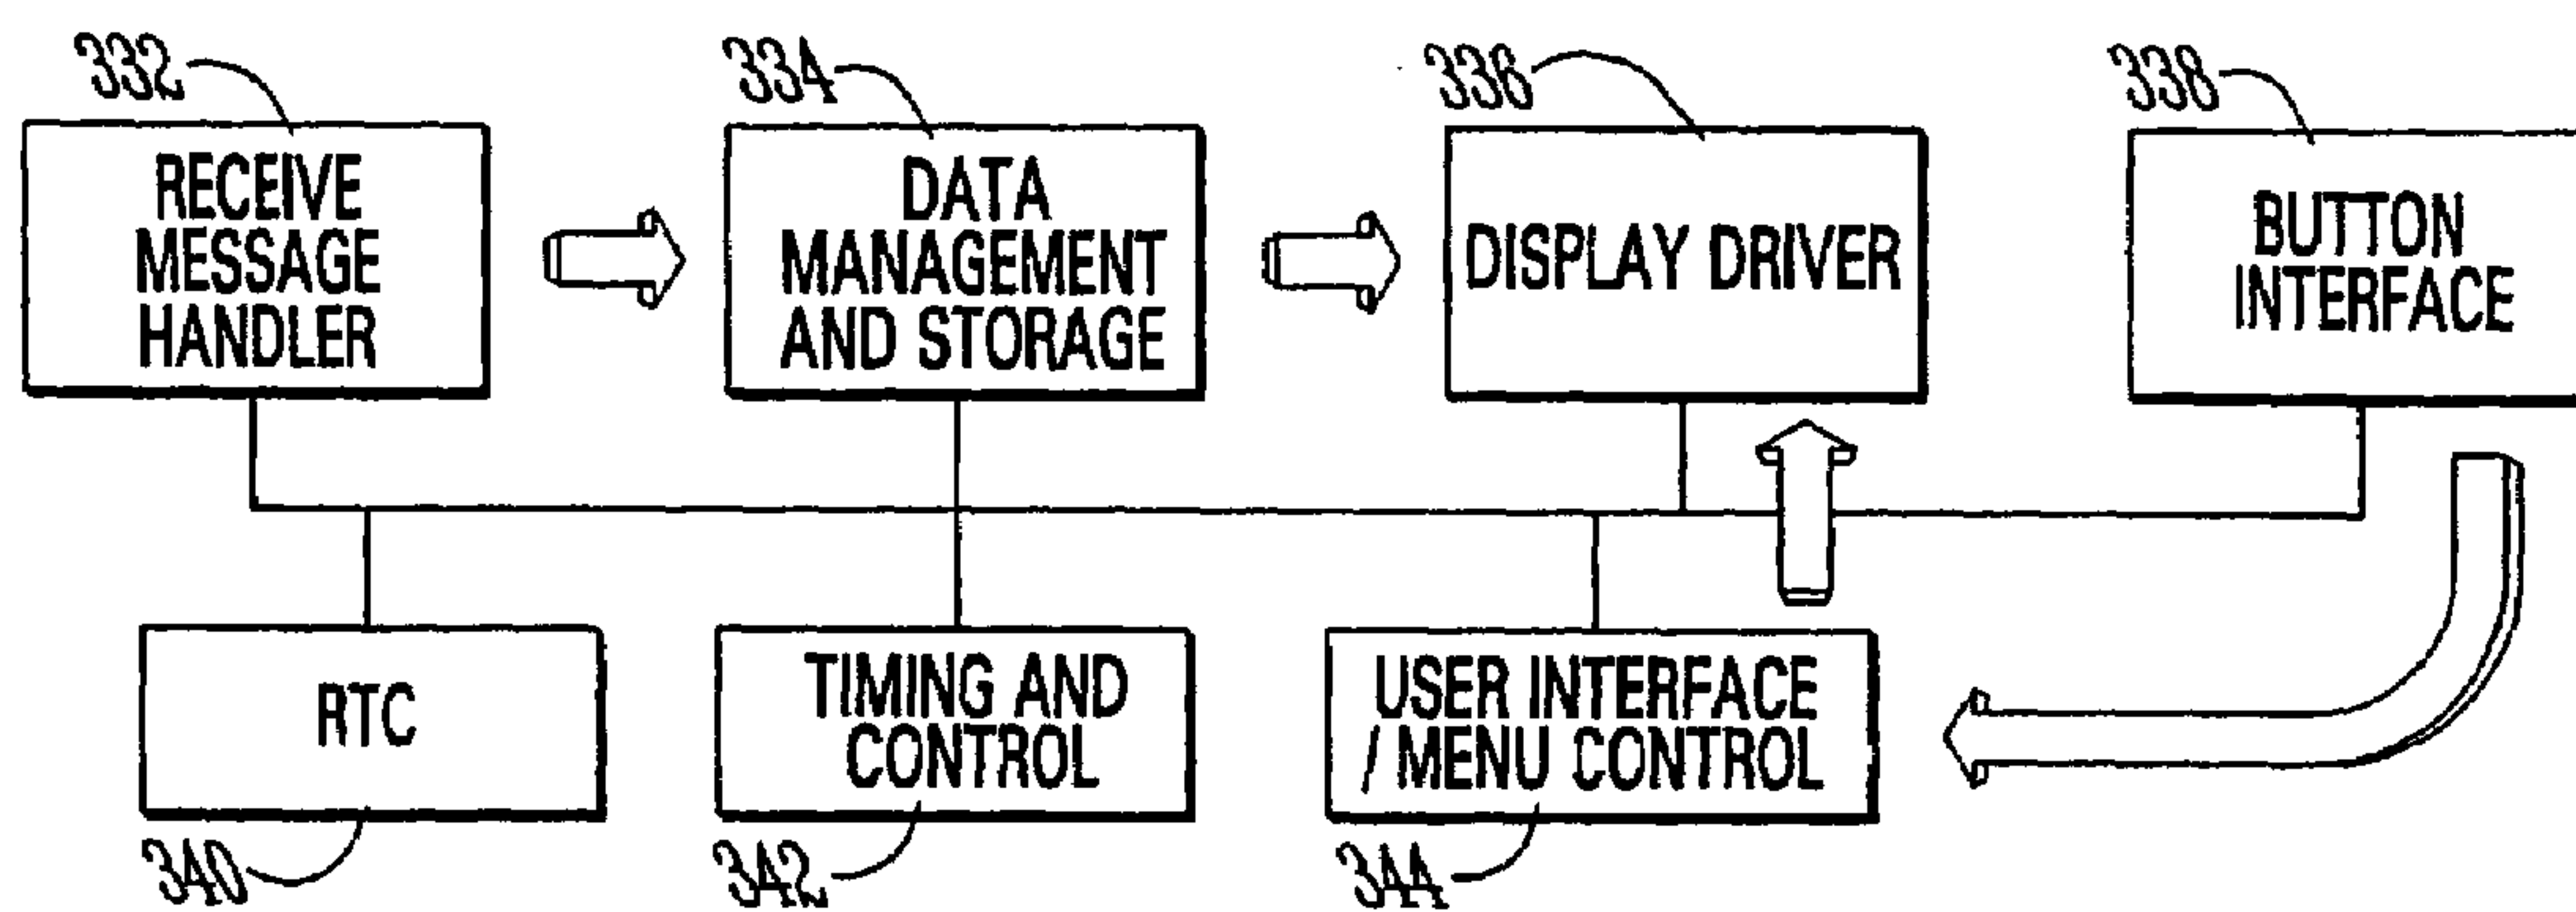 332
334
336
338
RECEIVE
MESSAGE
HANDLER
DATA
MANAGEMENT
AND STORAGE
DISPLAY DRIVER
BUTTON
INTERFACE
RTC
TIMING AND
CONTROL
USER INTERFACE
/ MENU CONTROL
340
342
344